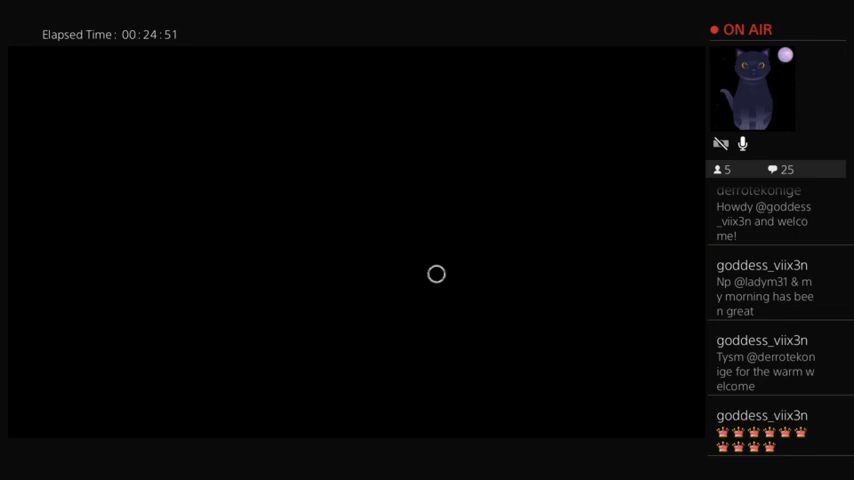 Elapsed Time: 00:24:51
ON AIR
5
25
derrotekonige
Howdy @goddess
_viix3n and welco
me!
goddess_viix3n
Np @ladym31 & m
y morning has bee
n great
goddess_viix3n
Tysm @derrotekon
ige for the warm w
elcome
goddess_viix3n